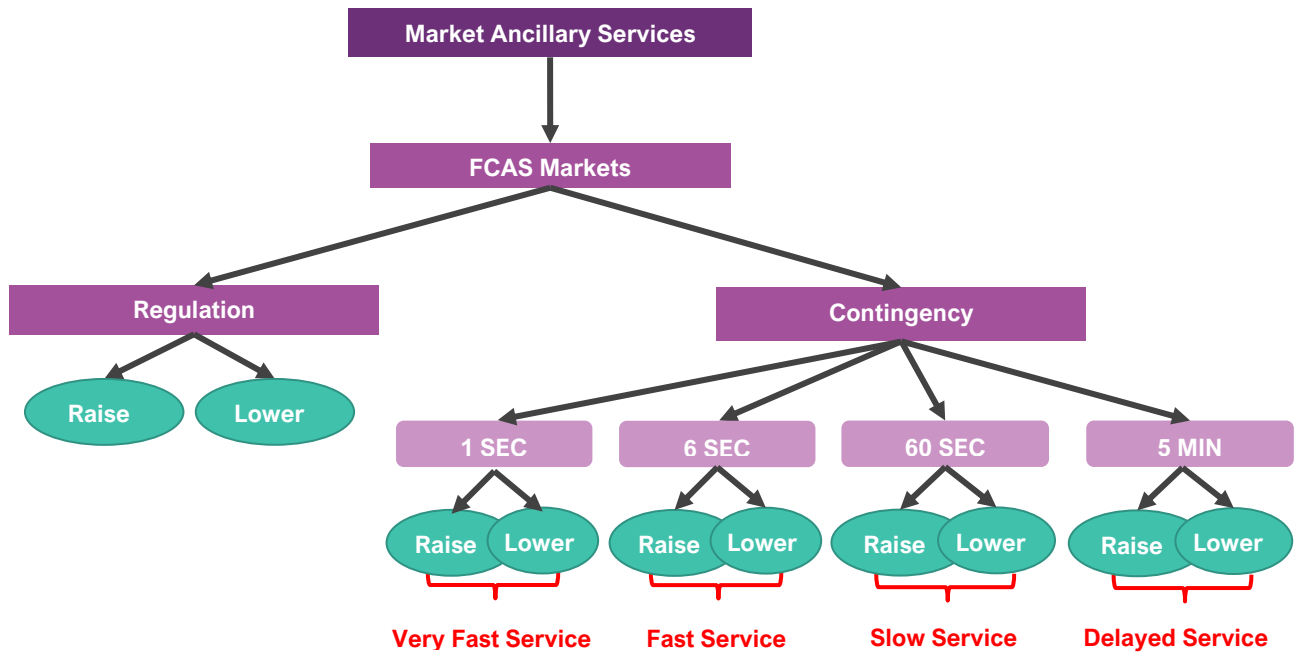 Market Ancillary Services
FCAS Markets
Regulation
Contingency
Raise
Lower
1 SEC
6 SEC
60 SEC
5 MIN
Raise
Lower
Raise
Lower
Raise
Lower
Raise
Lower
Very Fast Service
Fast Service
Slow Service
Delayed Service